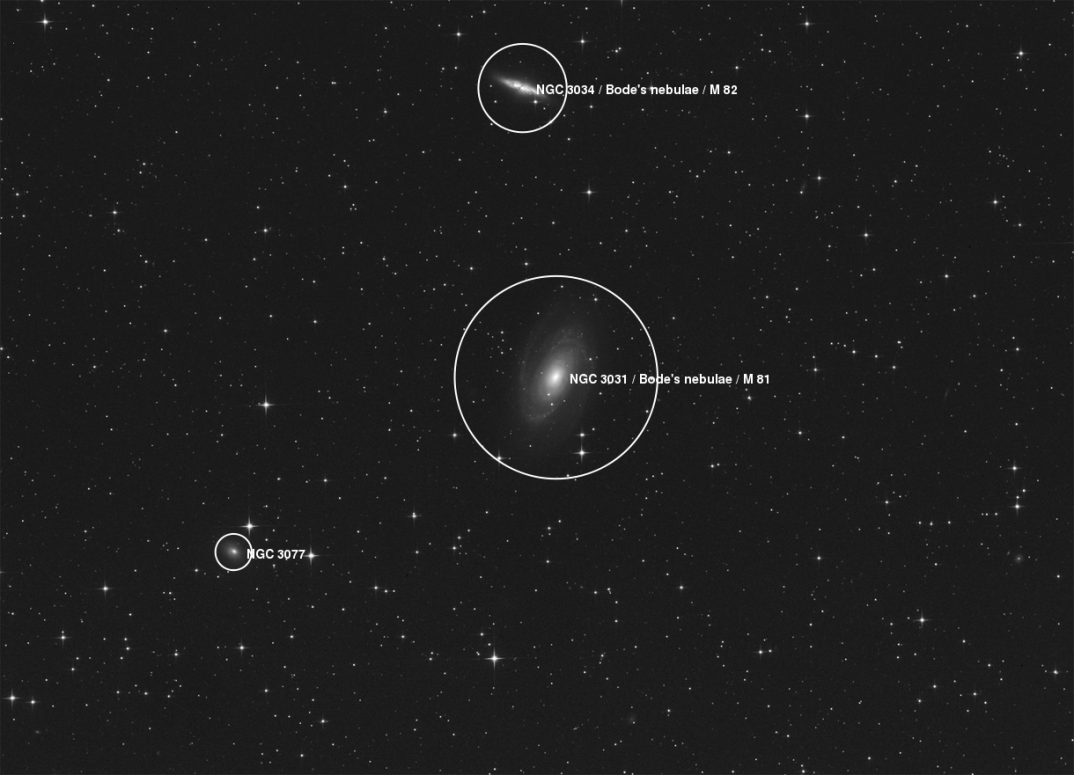 NGC 3034 / Bode's nebulae / M 82
NGC 3031 / Bode's nebulae / M 81
NGC 3077